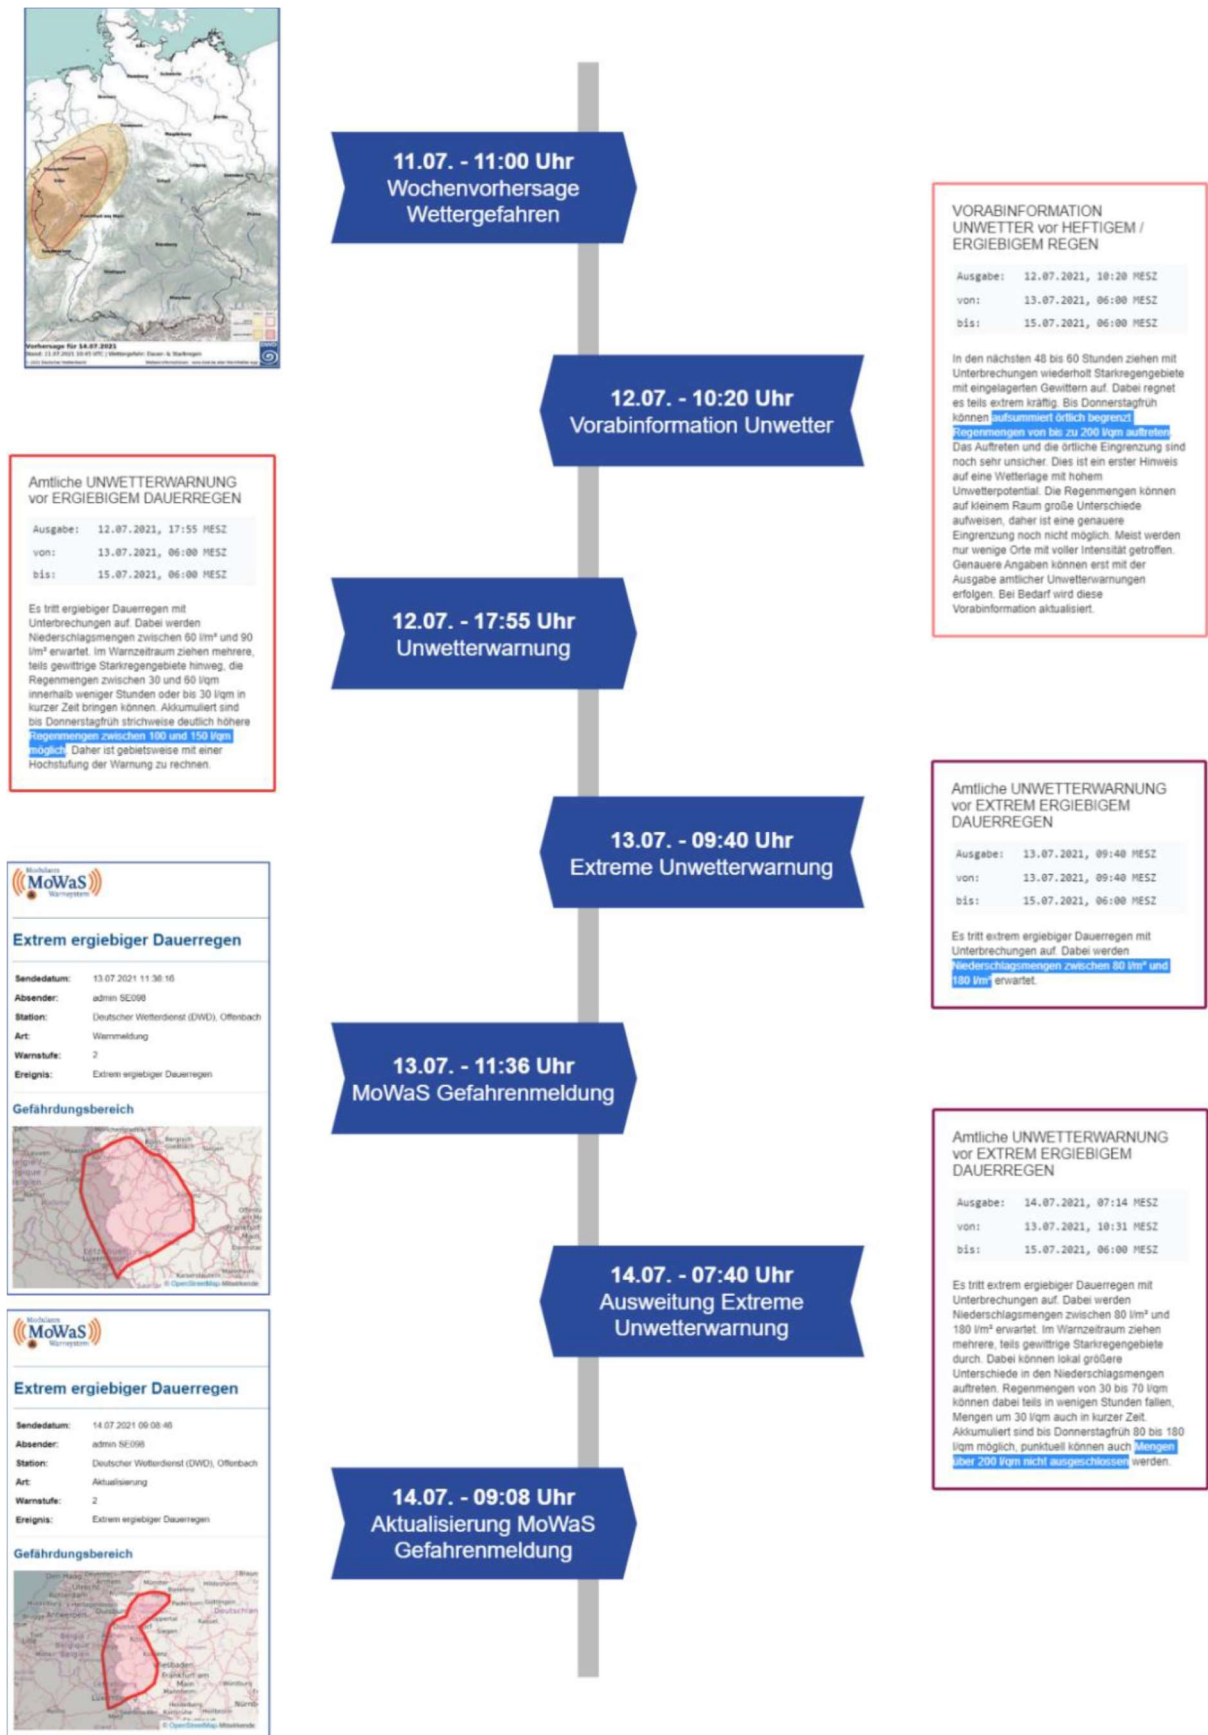 Vorhersage für 14.07.2021
Stand: 11.07.2021 10:45 UTC | Wettergefahr: Dauer- & Starkregen
11.07. - 11:00 Uhr
Wochenvorhersage
Wettergefahren
VORABINFORMATION
UNWETTER vor HEFTIGEM /
ERGIEBIGEM REGEN
Ausgabe: 12.07.2021, 10:20 MESZ
von: 13.07.2021, 06:00 MESZ
bis: 15.07.2021, 06:00 MESZ
In den nächsten 48 bis 60 Stunden ziehen mit
Unterbrechungen wiederholt Starkregengebiete
mit eingelagerten Gewittern auf. Dabei regnet
es teils extrem kräftig. Bis Donnerstagfrüh
können aufsummiert örtlich begrenzt
Regenmengen von bis zu 200 l/qm auftreten
Das Auftreten und die örtliche Eingrenzung sind
noch sehr unsicher. Dies ist ein erster Hinweis
auf eine Wetterlage mit hohem
Unwetterpotential. Die Regenmengen können
auf kleinem Raum große Unterschiede
aufweisen, daher ist eine genauere
Eingrenzung noch nicht möglich. Meist werden
nur wenige Orte mit voller Intensität getroffen.
Genauere Angaben können erst mit der
Ausgabe amtlicher Unwetterwarnungen
erfolgen. Bei Bedarf wird diese
Vorabinformation aktualisiert.
12.07. - 10:20 Uhr
Vorabinformation Unwetter
Amtliche UNWETTERWARNUNG
vor ERGIEBIGEM DAUERREGEN
Ausgabe: 12.07.2021, 17:55 MESZ
von: 13.07.2021, 06:00 MESZ
bis: 15.07.2021, 06:00 MESZ
Es tritt ergiebiger Dauerregen mit
Unterbrechungen auf. Dabei werden
Niederschlagsmengen zwischen 60 l/m² und 90
l/m² erwartet. Im Warnzeitraum ziehen mehrere,
teils gewittrige Starkregengebiete hinweg, die
Regenmengen zwischen 30 und 60 l/qm
innerhalb weniger Stunden oder bis 30 l/qm in
kurzer Zeit bringen können. Akkumuliert sind
bis Donnerstagfrüh strichweise deutlich höhere
Regenmengen zwischen 100 und 150 l/qm
möglich. Daher ist gebietsweise mit einer
Hochstufung der Warnung zu rechnen.
12.07. - 17:55 Uhr
Unwetterwarnung
13.07. - 09:40 Uhr
Extreme Unwetterwarnung
Amtliche UNWETTERWARNUNG
vor EXTREM ERGIEBIGEM
DAUERREGEN
Ausgabe: 13.07.2021, 09:40 MESZ
von: 13.07.2021, 09:40 MESZ
bis: 15.07.2021, 06:00 MESZ
Es tritt extrem ergiebiger Dauerregen mit
Unterbrechungen auf. Dabei werden
Niederschlagsmengen zwischen 80 l/m² und
180 l/m² erwartet.
Modulares
MoWaS
Warnsystem
Extrem ergiebiger Dauerregen
Sendedatum: 13.07.2021 11:36:16
Absender: admin SE098
Station: Deutscher Wetterdienst (DWD), Offenbach
Art: Warnmeldung
Warnstufe: 2
Ereignis: Extrem ergiebiger Dauerregen
Gefährdungsbereich
© OpenStreetMap-Mitwirkende
13.07. - 11:36 Uhr
MoWaS Gefahrenmeldung
14.07. - 07:40 Uhr
Ausweitung Extreme
Unwetterwarnung
Amtliche UNWETTERWARNUNG
vor EXTREM ERGIEBIGEM
DAUERREGEN
Ausgabe: 14.07.2021, 07:14 MESZ
von: 13.07.2021, 10:31 MESZ
bis: 15.07.2021, 06:00 MESZ
Es tritt extrem ergiebiger Dauerregen mit
Unterbrechungen auf. Dabei werden
Niederschlagsmengen zwischen 80 l/m² und
180 l/m² erwartet. Im Warnzeitraum ziehen
mehrere, teils gewittrige Starkregengebiete
durch. Dabei können lokal größere
Unterschiede in den Niederschlagsmengen
auftreten. Regenmengen von 30 bis 70 l/qm
können dabei teils in wenigen Stunden fallen,
Mengen um 30 l/qm auch in kurzer Zeit.
Akkumuliert sind bis Donnerstagfrüh 80 bis 180
l/qm möglich, punktuell können auch Mengen
über 200 l/qm nicht ausgeschlossen werden.
Modulares
MoWaS
Warnsystem
Extrem ergiebiger Dauerregen
Sendedatum: 14.07.2021 09:08:46
Absender: admin SE098
Station: Deutscher Wetterdienst (DWD), Offenbach
Art: Aktualisierung
Warnstufe: 2
Ereignis: Extrem ergiebiger Dauerregen
Gefährdungsbereich
© OpenStreetMap-Mitwirkende
14.07. - 09:08 Uhr
Aktualisierung MoWaS
Gefahrenmeldung